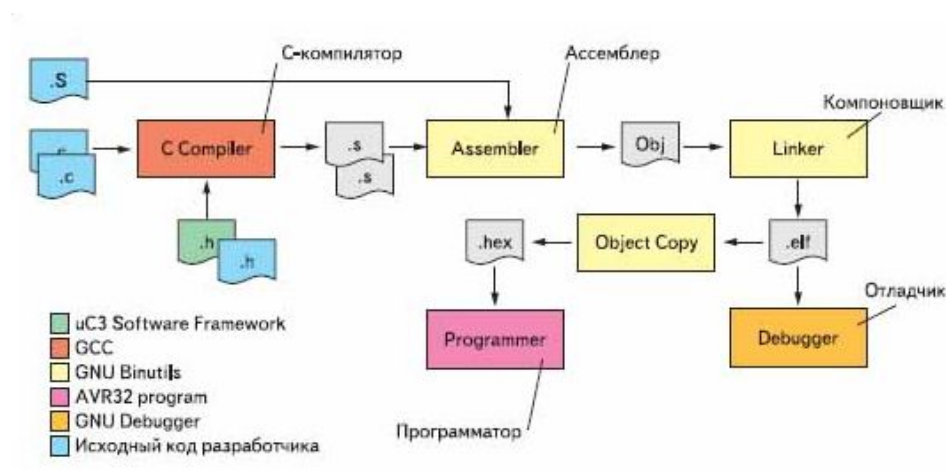 С-компилятор
Ассемблер
.S
Компоновщик
.c
.c
C Compiler
.s
.s
Assembler
Obj
Linker
.h
.h
.hex
Object Copy
.elf
Отладчик
Programmer
Debugger
uC3 Software Framework
GCC
GNU Binutils
AVR32 program
GNU Debugger
Исходный код разработчика
Программатор